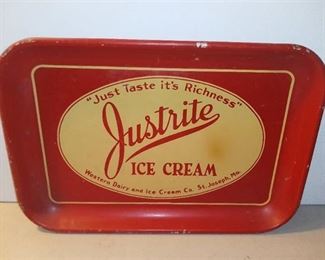 "Just Taste it's Richness"
Justrite
ICE CREAM
Western Dairy and Ice Cream Co. St. Joseph, Mo.